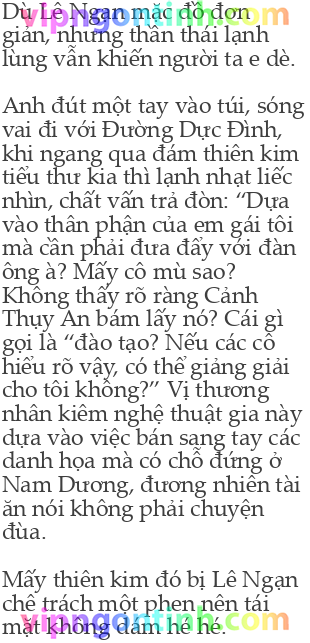 vipngontinh.com
Dù Lê Ngạn mặc đồ đơn
giản, nhưng thần thái lạnh
lùng vẫn khiến người ta e dè.
Anh đút một tay vào túi, sóng
vai đi với Đường Dực Đình,
khi ngang qua đám thiên kim
tiểu thư kia thì lạnh nhạt liếc
nhìn, chất vấn trả đòn: “Dựa
vào thân phận của em gái tôi
mà cần phải đưa đẩy với đàn
ông à? Mấy cô mù sao?
Không thấy rõ ràng Cảnh
Thụy An bám lấy nó? Cái gì
gọi là “đào tạo? Nếu các cô
hiểu rõ vậy, có thể giảng giải
cho tôi không?” Vị thương
nhân kiêm nghệ thuật gia này
dựa vào việc bán sang tay các
danh họa mà có chỗ đứng ở
Nam Dương, đương nhiên tài
ăn nói không phải chuyện
đùa.
Mấy thiên kim đó bị Lê Ngạn
chê trách một phen nên tái
mặt không dám hé hé.
vipngontinh.com